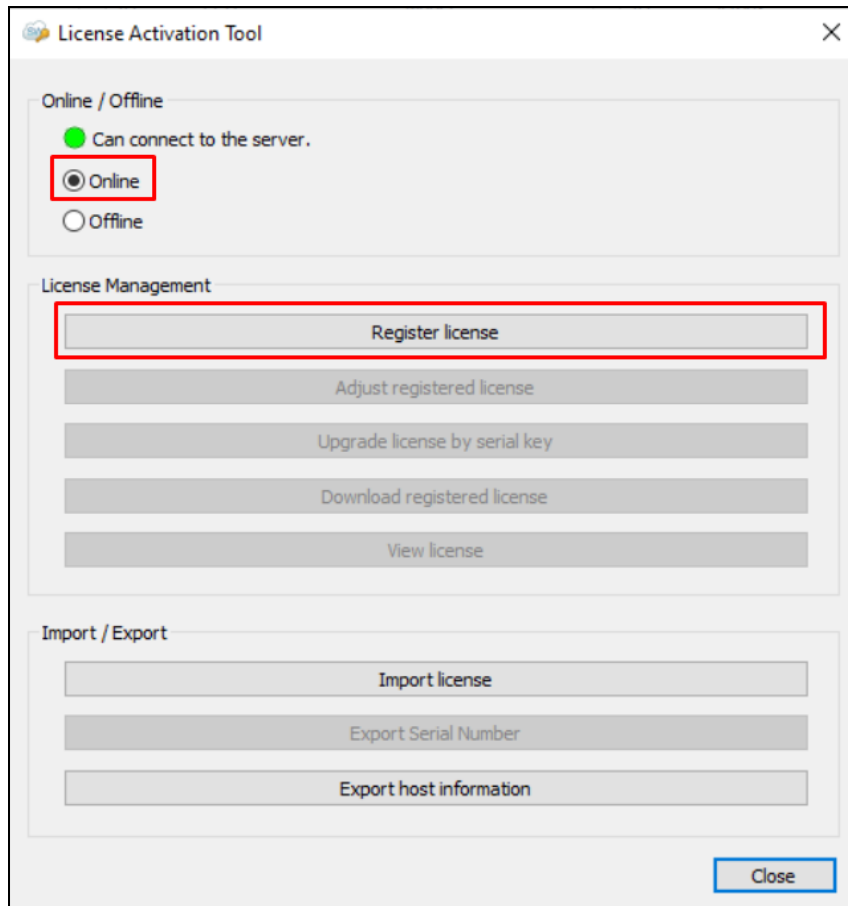 License Activation Tool
Online / Offline
Can connect to the server.
Online
Offline
License Management
Register license
Adjust registered license
Upgrade license by serial key
Download registered license
View license
Import / Export
Import license
Export Serial Number
Export host information
Close